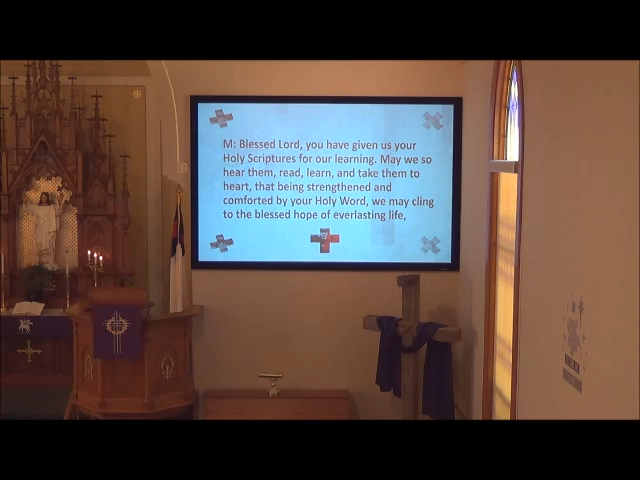 M: Blessed Lord, you have given us your
Holy Scriptures for our learning. May we so
hear them, read, learn, and take them to
heart, that being strengthened and
comforted by your Holy Word, we may cling
to the blessed hope of everlasting life,